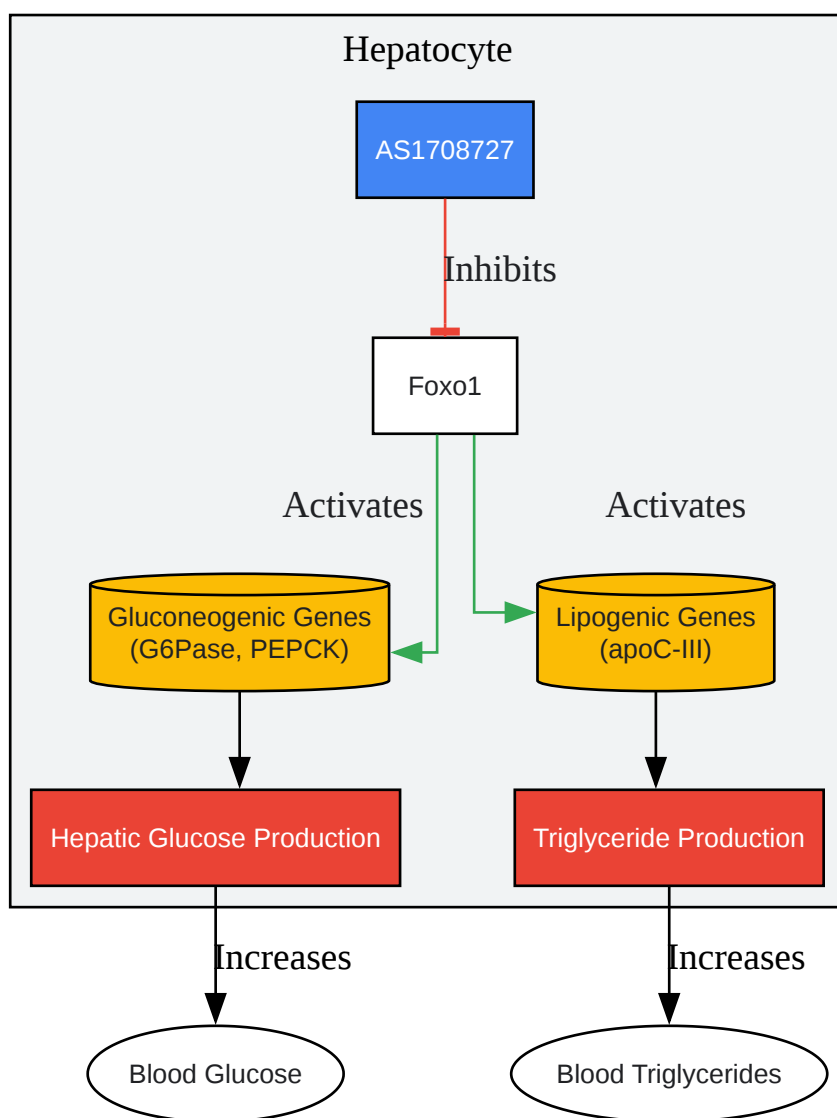 Hepatocyte
AS1708727
Inhibits
Foxo1
Activates
Activates
Gluconeogenic Genes
(G6Pase, PEPCK)
Lipogenic Genes
(apoC-III)
Hepatic Glucose Production
Triglyceride Production
Increases
Increases
Blood Glucose
Blood Triglycerides